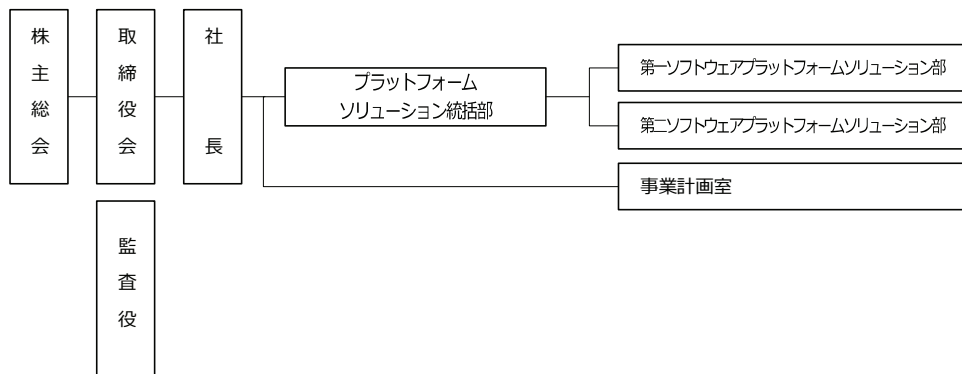 株主総会
取締役会
社長
プラットフォーム
ソリューション統括部
第一ソフトウェアプラットフォームソリューション部
第二ソフトウェアプラットフォームソリューション部
事業計画室
監査役